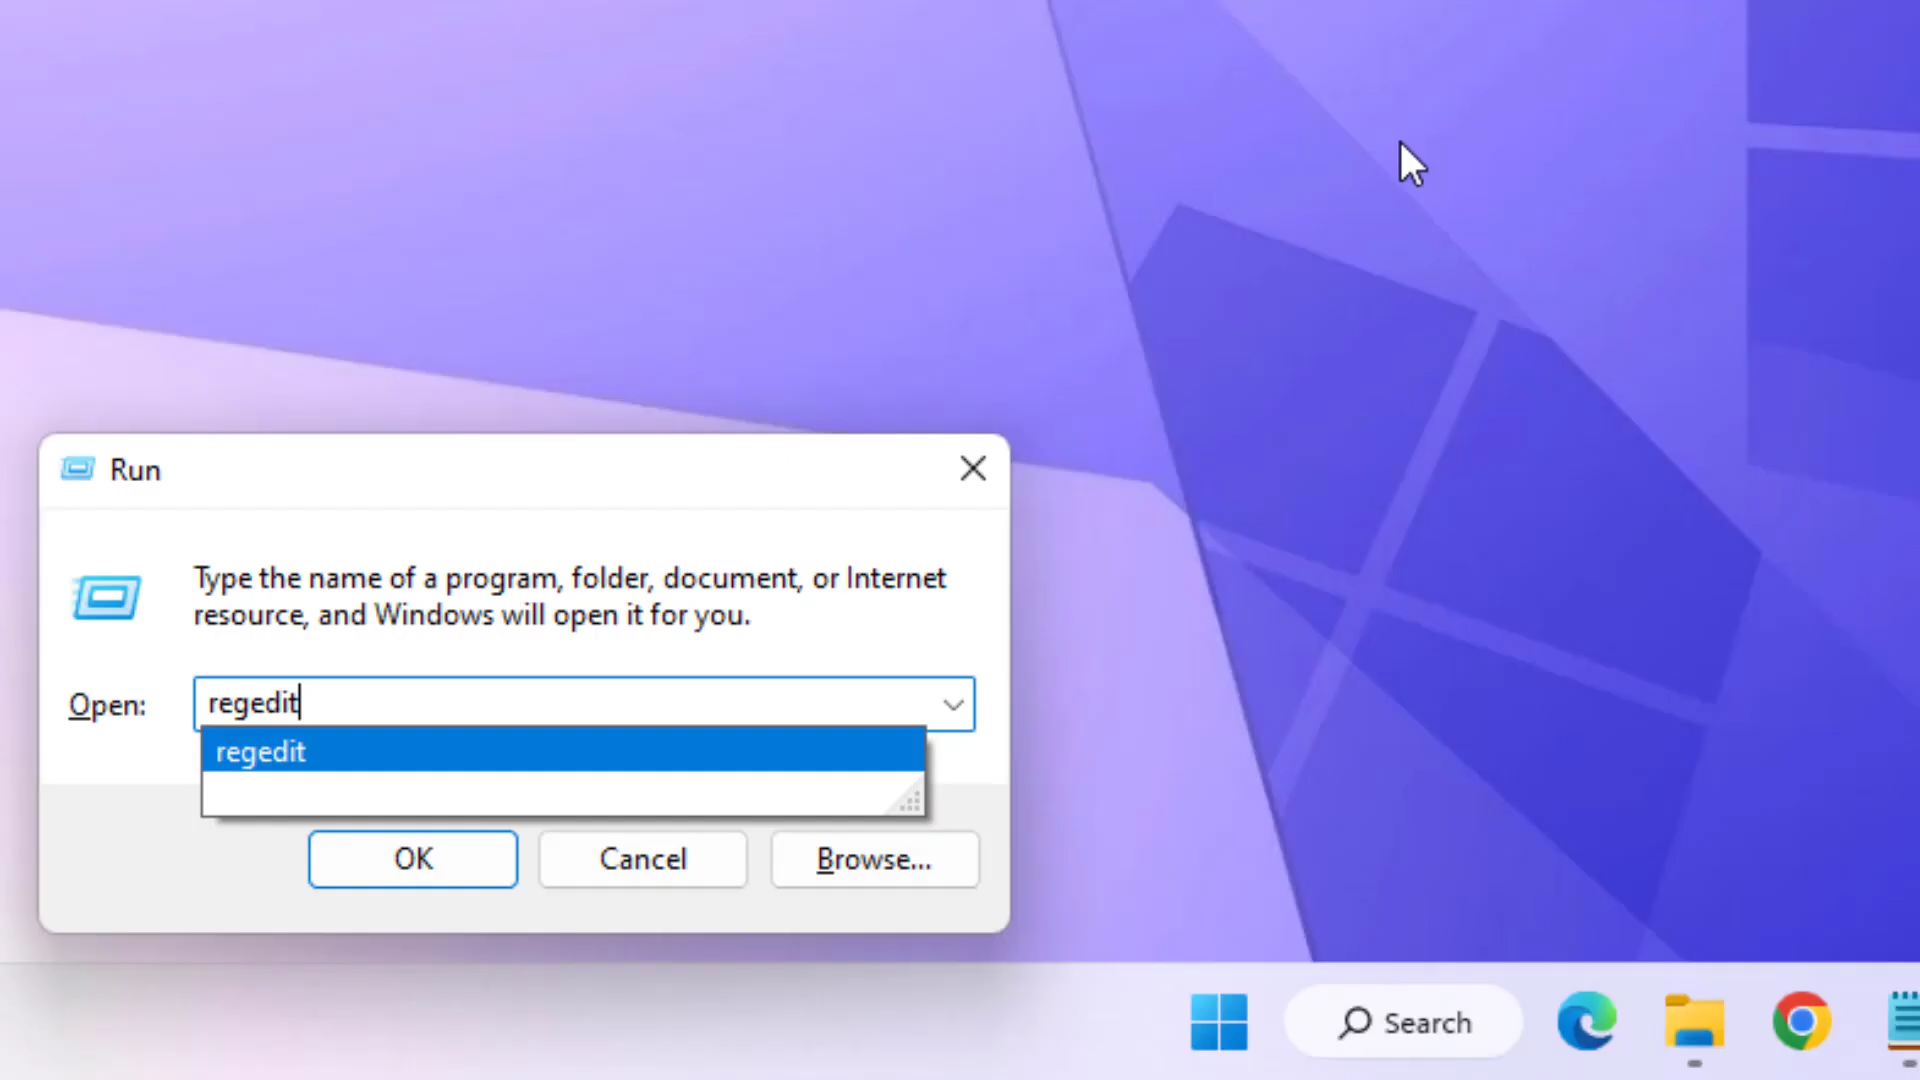 Run
Type the name of a program, folder, document, or Internet
resource, and Windows will open it for you.
Open: regedit
regedit
OK Cancel Browse...
Search